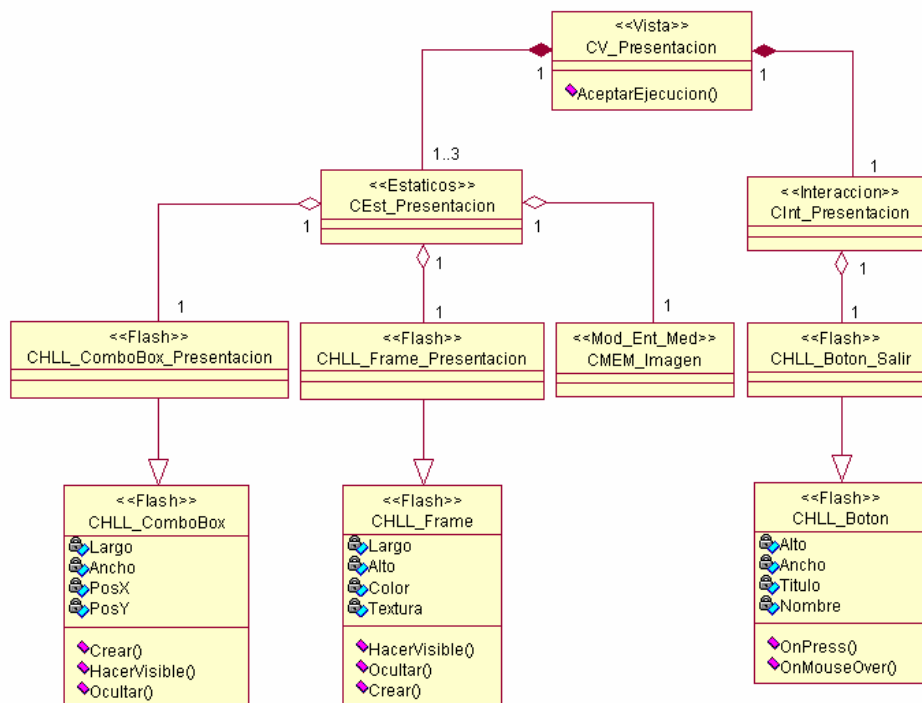 <<Vista>>
CV_Presentacion
AceptarEjecucion()
1
1
1..3
1
<<Estaticos>>
CEst_Presentacion
<<Interaccion>>
CInt_Presentacion
1
1
1
1
1
1
1
1
<<Flash>>
CHLL_ComboBox_Presentacion
<<Flash>>
CHLL_Frame_Presentacion
<<Mod_Ent_Med>>
CMEM_Imagen
<<Flash>>
CHLL_Boton_Salir
<<Flash>>
CHLL_ComboBox
Largo
Ancho
PosX
PosY
Crear()
HacerVisible()
Ocultar()
<<Flash>>
CHLL_Frame
Largo
Alto
Color
Textura
HacerVisible()
Ocultar()
Crear()
<<Flash>>
CHLL_Boton
Alto
Ancho
Titulo
Nombre
OnPress()
OnMouseOver()